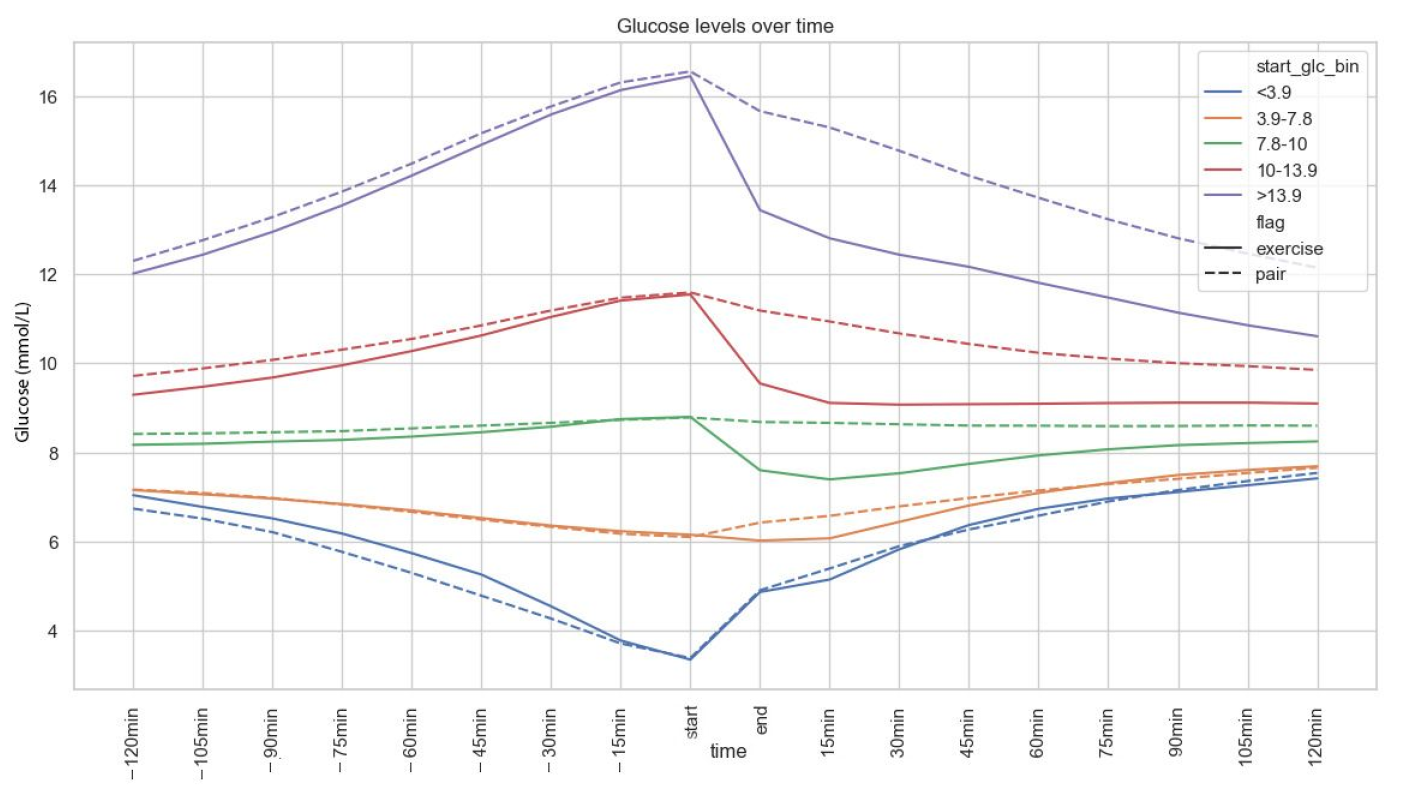 Glucose levels over time
start_glc_bin
<3.9
3.9-7.8
7.8-10
10-13.9
>13.9
flag
exercise
pair
Glucose (mmol/L)
16
14
12
10
8
6
4
−120min
−105min
−90min
−75min
−60min
−45min
−30min
−15min
start
end
15min
30min
45min
60min
75min
90min
105min
120min
time